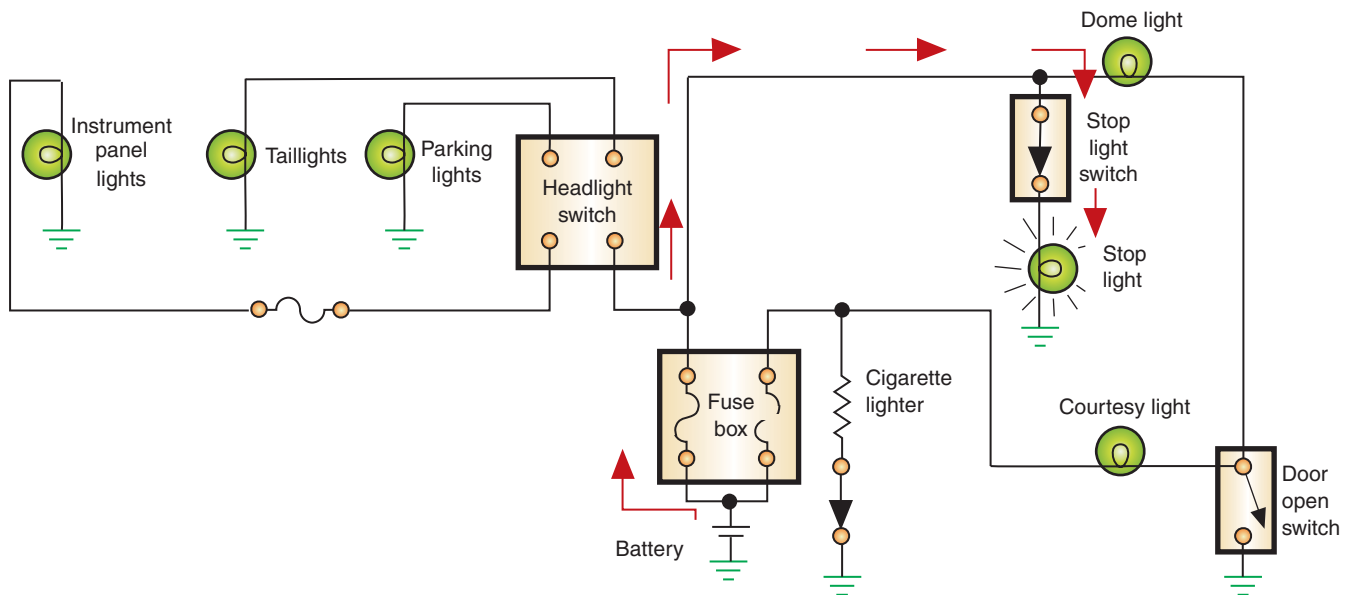 Dome light
Instrument
panel
lights
Taillights
Parking
lights
Headlight
switch
Stop
light
switch
Stop
light
Fuse
box
Cigarette
lighter
Courtesy light
Door
open
switch
Battery